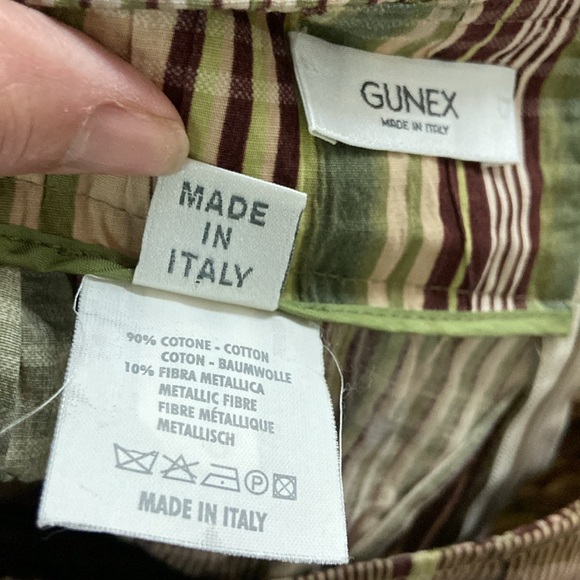 GUNEX
MADE IN ITALY
MADE
IN
ITALY
90% COTONE - COTTON
COTON - BAUMWOLLE
10% FIBRA METALLICA
METALLIC FIBRE
FIBRE MÉTALLIQUE
METALLISCH
P
MADE IN ITALY